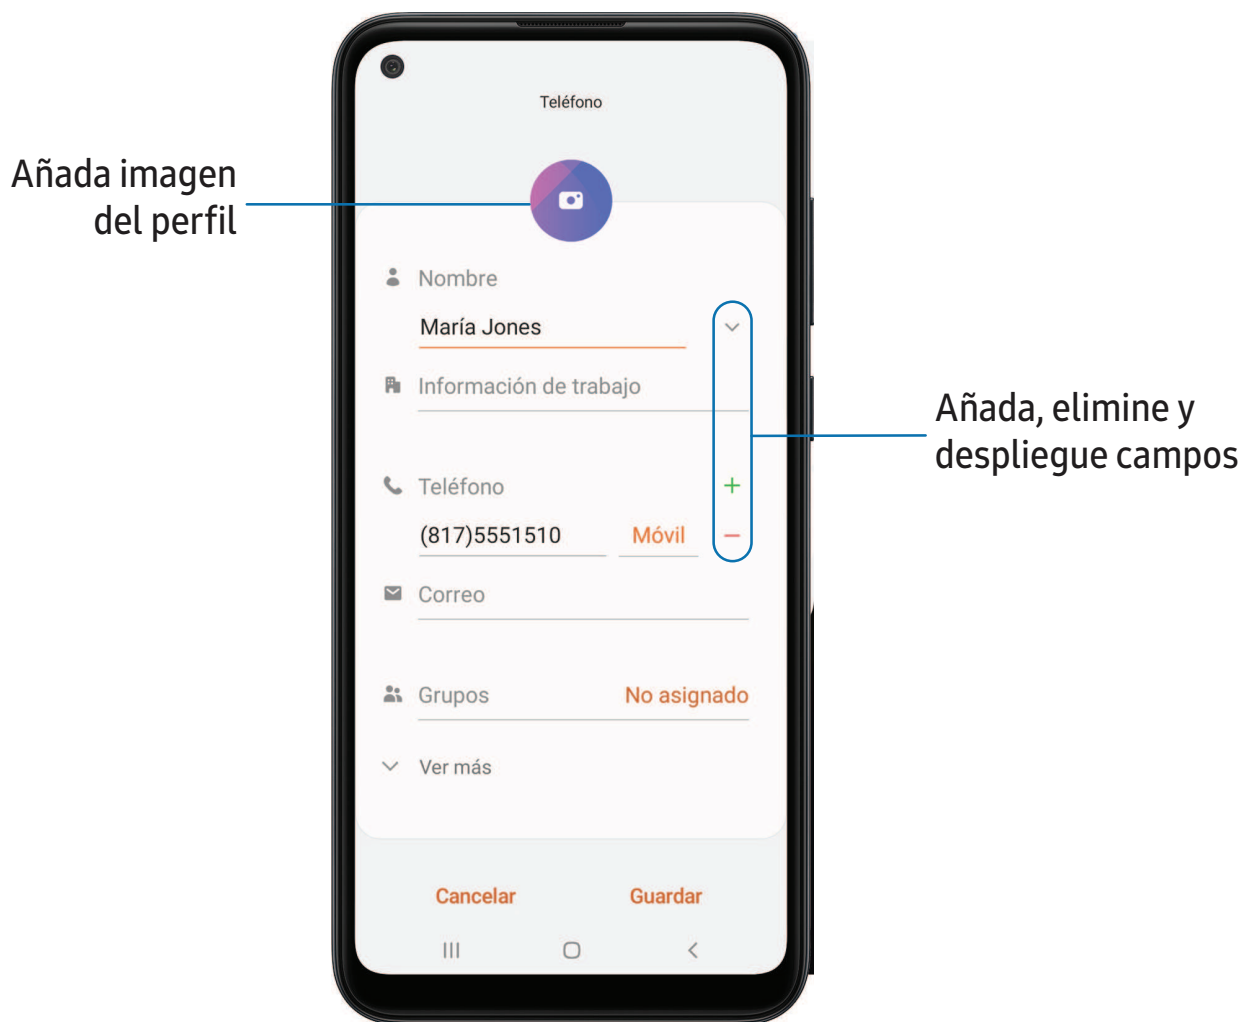 Teléfono
Añada imagen
del perfil
Nombre
María Jones
Información de trabajo
Añada, elimine y
despliegue campos
Teléfono
(817)5551510 Móvil
Correo
Grupos No asignado
Ver más
Cancelar Guardar